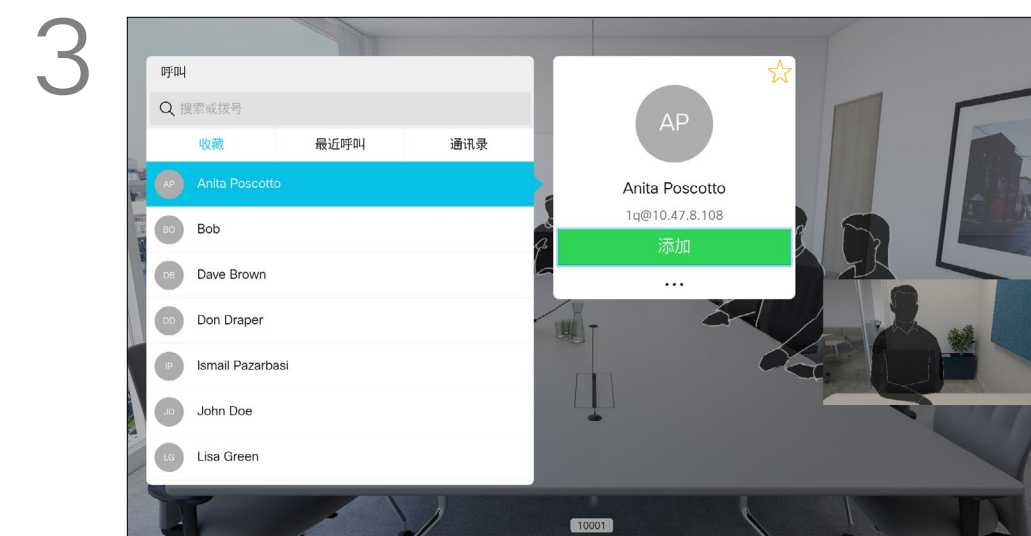 3
呼叫
搜索或拨号
收藏 最近呼叫 通讯录
AP Anita Poscotto
BO Bob
DB Dave Brown
DD Don Draper
IP Ismail Pazarbasi
JD John Doe
LG Lisa Green
AP
Anita Poscotto
1q@10.47.8.108
添加
...
10001